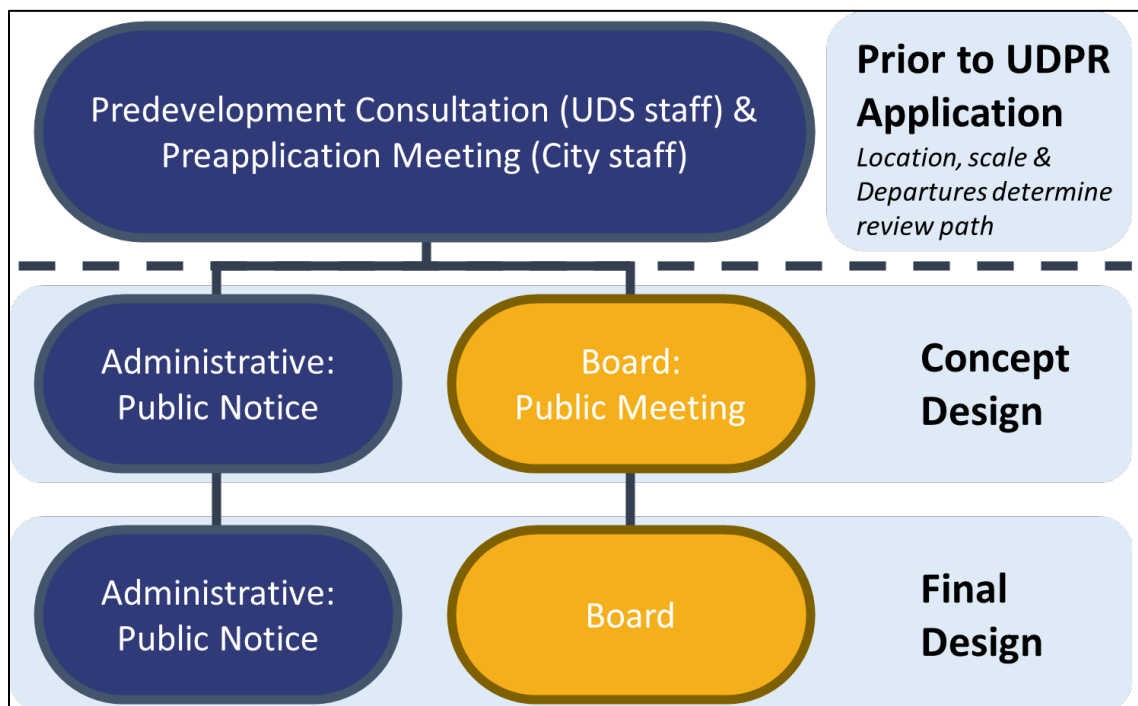 Predevelopment Consultation (UDS staff) &
Preapplication Meeting (City staff)
Prior to UDPR
Application
Location, scale &
Departures determine
review path
Administrative:
Public Notice
Board:
Public Meeting
Concept
Design
Administrative:
Public Notice
Board
Final
Design